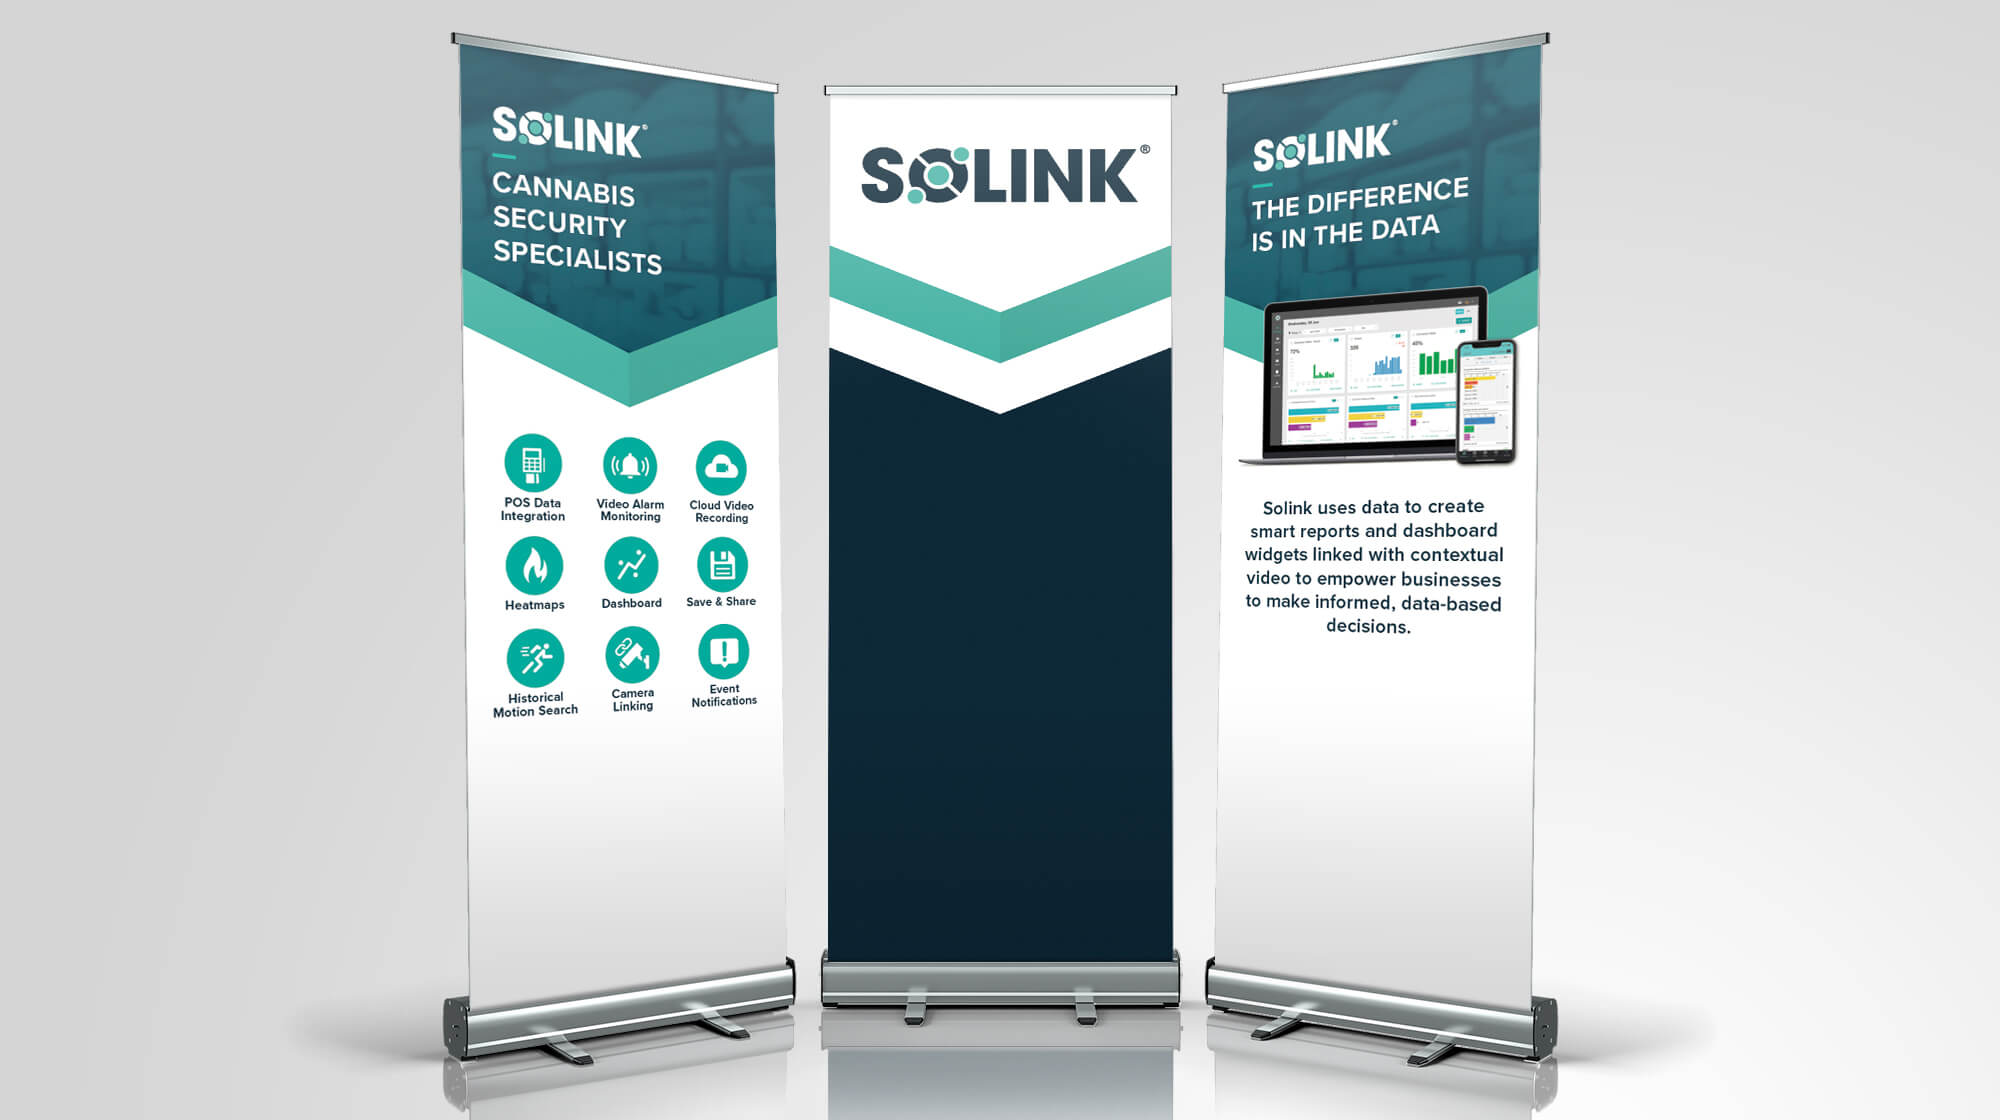 SOLINK®
CANNABIS
SECURITY
SPECIALISTS
POS Data
Integration
Video Alarm
Monitoring
Cloud Video
Recording
Heatmaps
Dashboard
Save & Share
Historical
Motion Search
Camera
Linking
Event
Notifications
SOLINK®
SOLINK®
THE DIFFERENCE
IS IN THE DATA
72%
40%
Solink uses data to create
smart reports and dashboard
widgets linked with contextual
video to empower businesses
to make informed, data-based
decisions.